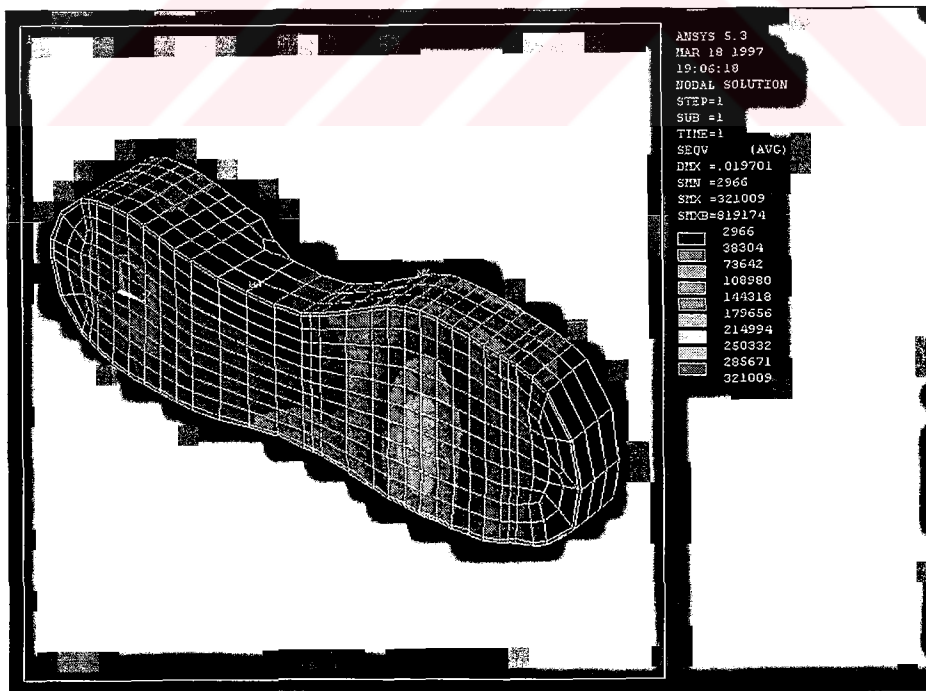 ANSYS 5.3
MAR 18 1997
19:06:18
NODAL SOLUTION
STEP=1
SUB =1
TIME=1
SEQV (AVG)
DMX =.019701
SMN =2966
SMX =321009
SMXB=819174
2966
38304
73642
108980
144318
179656
214994
250332
285671
321009